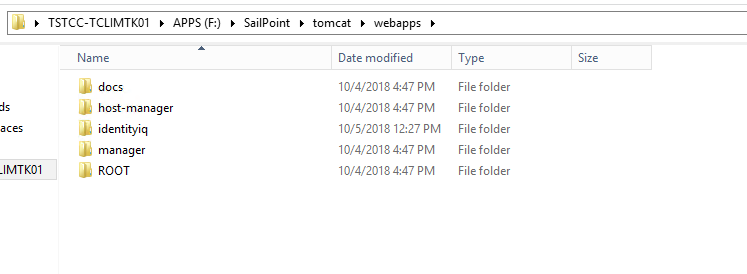 TSTCC-TCLIMTK01 APPS (F:) SailPoint tomcat webapps
Name Date modified Type Size
docs 10/4/2018 4:47 PM File folder
ds host-manager 10/4/2018 4:47 PM File folder
aces identityiq 10/5/2018 12:27 PM File folder
manager 10/4/2018 4:47 PM File folder
LIMTK01 ROOT 10/4/2018 4:47 PM File folder